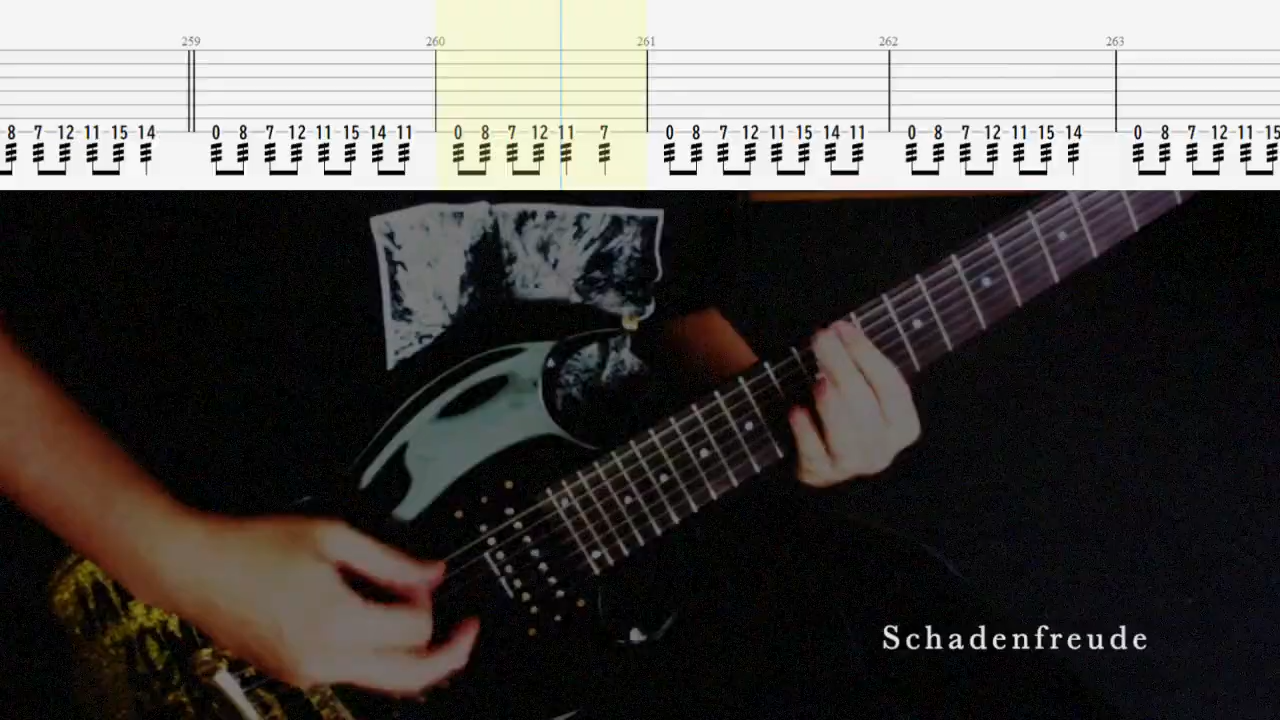 259 260 261 262 263
8 7 12 11 15 14 0 8 7 12 11 15 14 11 0 8 7 12 11 7 0 8 7 12 11 15 14 11 0 8 7 12 11 15 14 0 8 7 12 11 15
Schadenfreude